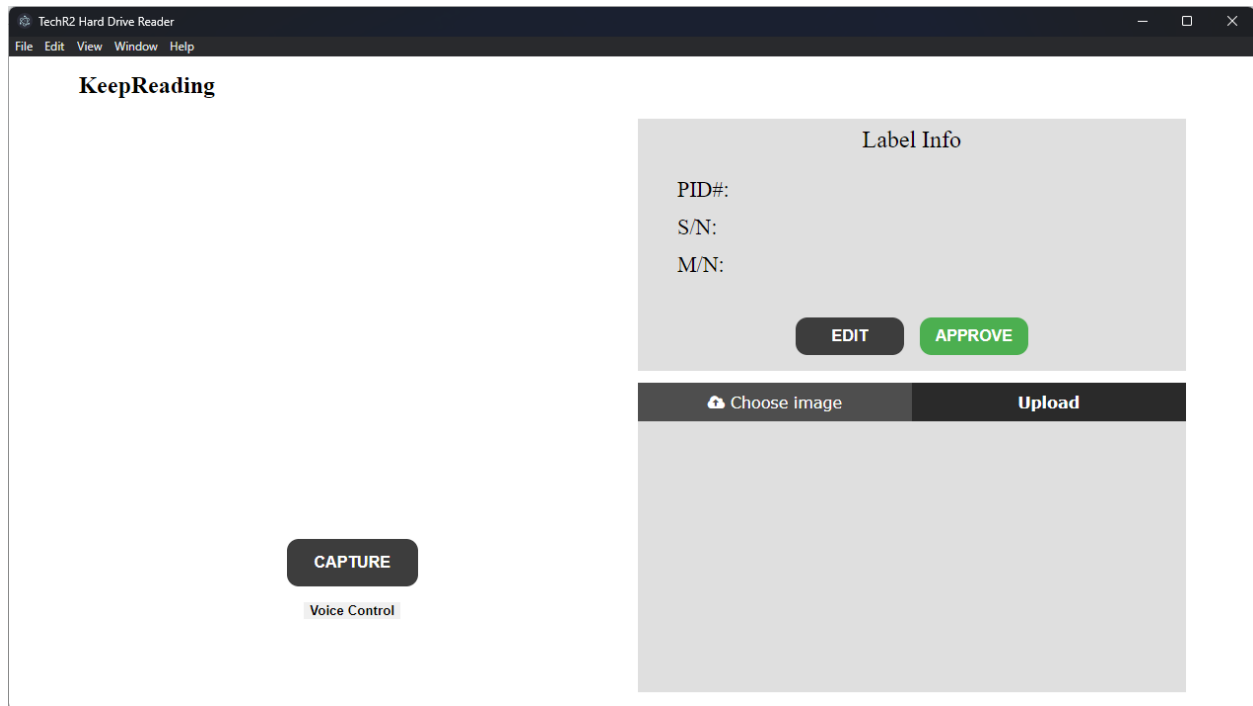 TechR2 Hard Drive Reader
File Edit View Window Help
KeepReading
Label Info
PID#:
S/N:
M/N:
EDIT APPROVE
Choose image Upload
CAPTURE
Voice Control